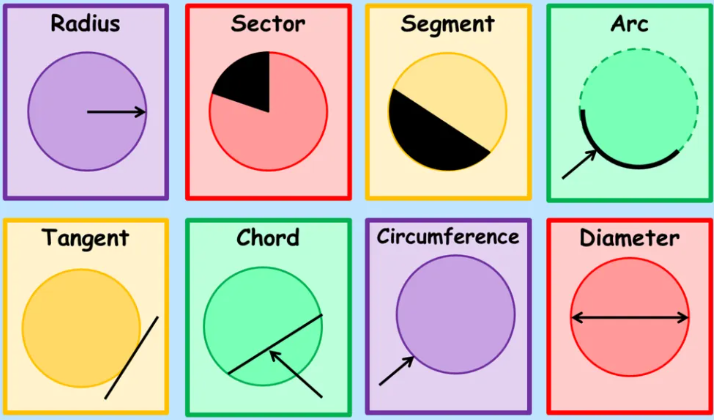 Radius
Sector
Segment
Arc
Tangent
Chord
Circumference
Diameter